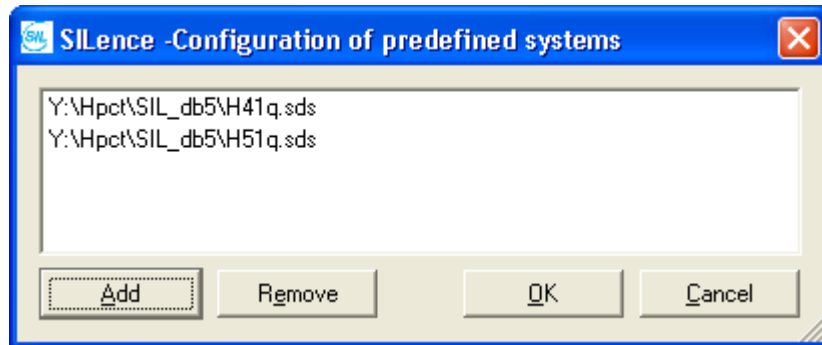 SIL
SILence -Configuration of predefined systems
Y:\Hpct\SIL_db5\H41q.sds
Y:\Hpct\SIL_db5\H51q.sds
Add Remove OK Cancel